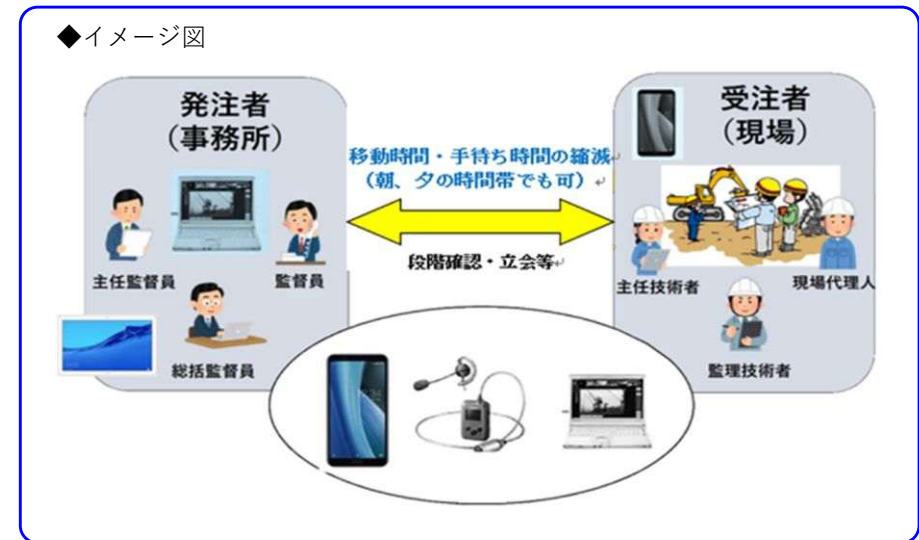 ◆イメージ図
発注者
(事務所)
主任監督員
監督員
総括監督員
移動時間・手待ち時間の縮減
(朝、夕の時間帯でも可)
段階確認・立会等
受注者
(現場)
主任技術者
現場代理人
監理技術者